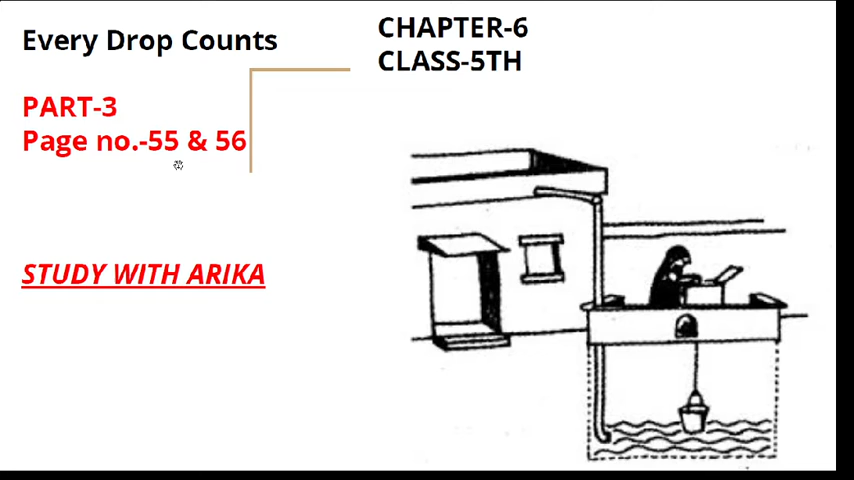 Every Drop Counts
CHAPTER-6
CLASS-5TH
PART-3
Page no.-55 & 56
STUDY WITH ARIKA